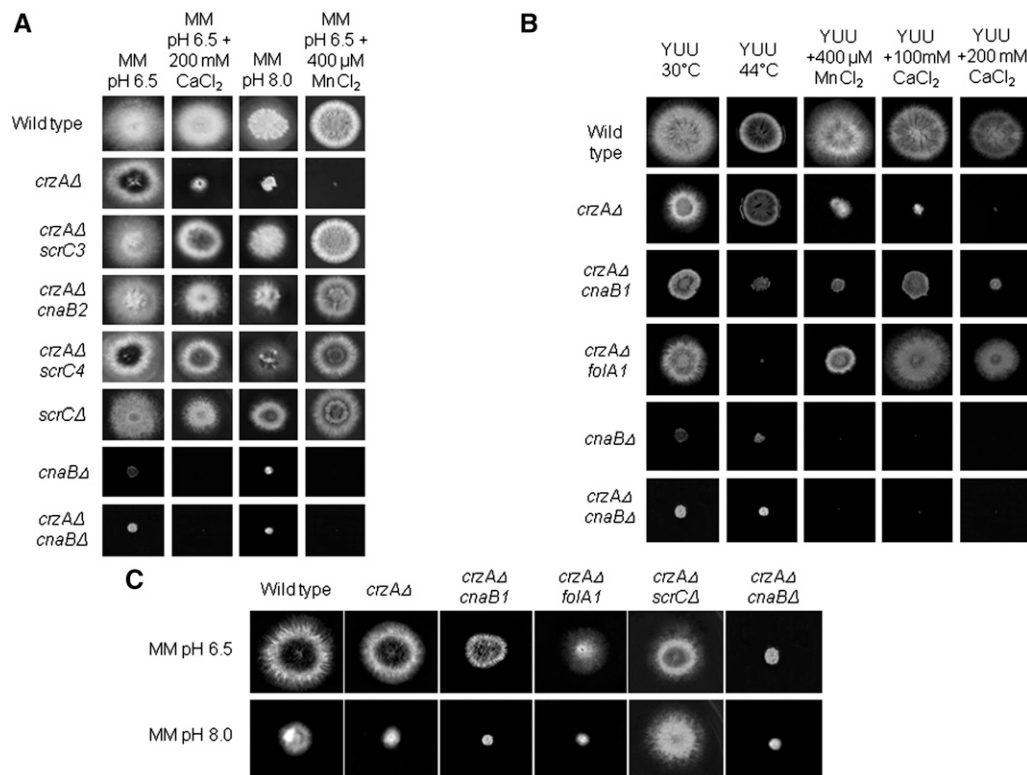 A
MM pH 6.5
MM pH 6.5 + 200 mM CaCl₂
MM pH 8.0
MM pH 6.5 + 400 µM MnCl₂
Wild type
crzAΔ
crzAΔ
scrC3
crzAΔ
cnaB2
crzAΔ
scrC4
scrCΔ
cnaBΔ
crzAΔ
cnaBΔ
B
YUU 30°C
YUU 44°C
YUU +400 µM MnCl₂
YUU +100mM CaCl₂
YUU +200 mM CaCl₂
Wild
type
crzAΔ
crzAΔ
cnaB1
crzAΔ
folA1
cnaBΔ
crzAΔ
cnaBΔ
C
Wild type
crzAΔ
crzAΔ cnaB1
crzAΔ folA1
crzAΔ scrCΔ
crzAΔ cnaBΔ
MM pH 6.5
MM pH 8.0